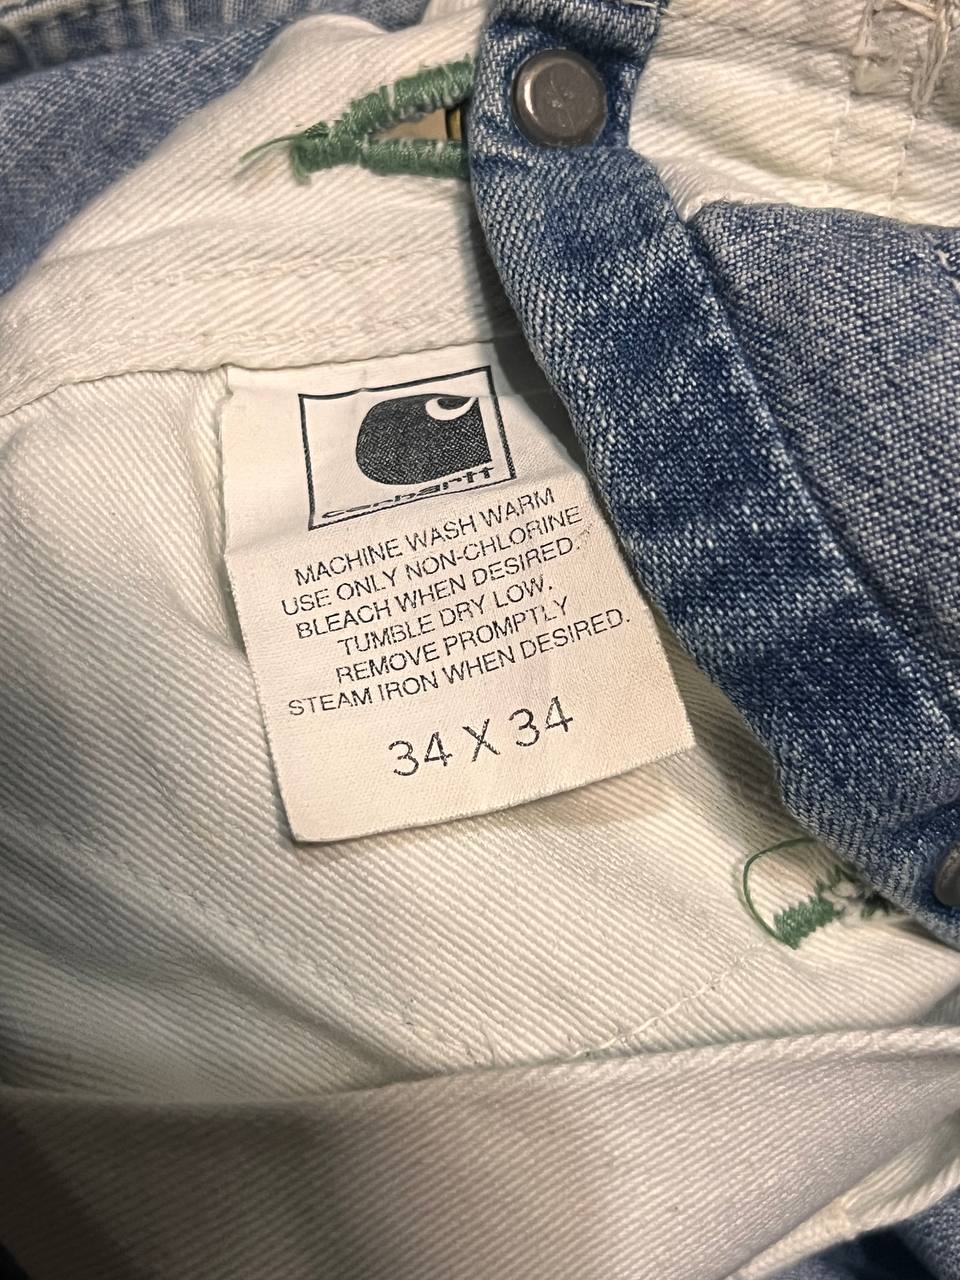 carhartt
MACHINE WASH WARM
USE ONLY NON-CHLORINE
BLEACH WHEN DESIRED.
TUMBLE DRY LOW.
REMOVE PROMPTLY
STEAM IRON WHEN DESIRED.
34 X 34